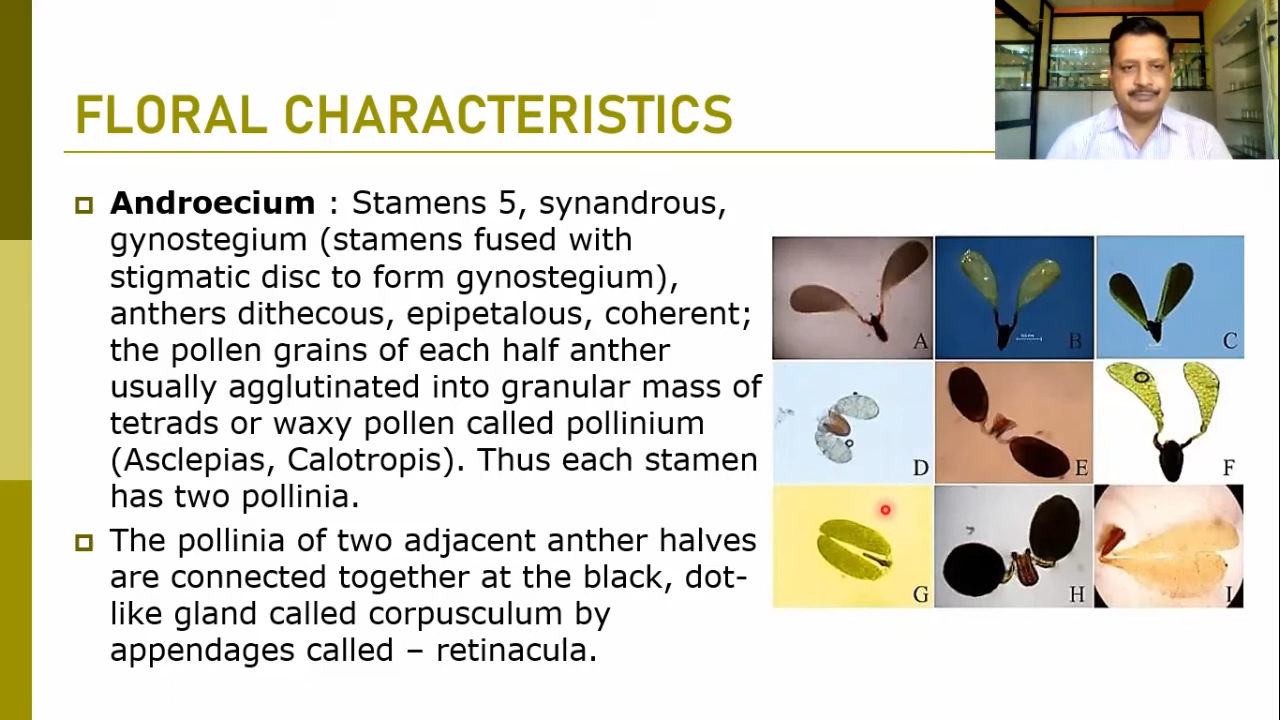 FLORAL CHARACTERISTICS
Androecium : Stamens 5, synandrous,
gynostegium (stamens fused with
stigmatic disc to form gynostegium),
anthers dithecous, epipetalous, coherent;
the pollen grains of each half anther
usually agglutinated into granular mass of
tetrads or waxy pollen called pollinium
(Asclepias, Calotropis). Thus each stamen
has two pollinia.
The pollinia of two adjacent anther halves
are connected together at the black, dot-
like gland called corpusculum by
appendages called – retinacula.
A B C
D E F
G H I